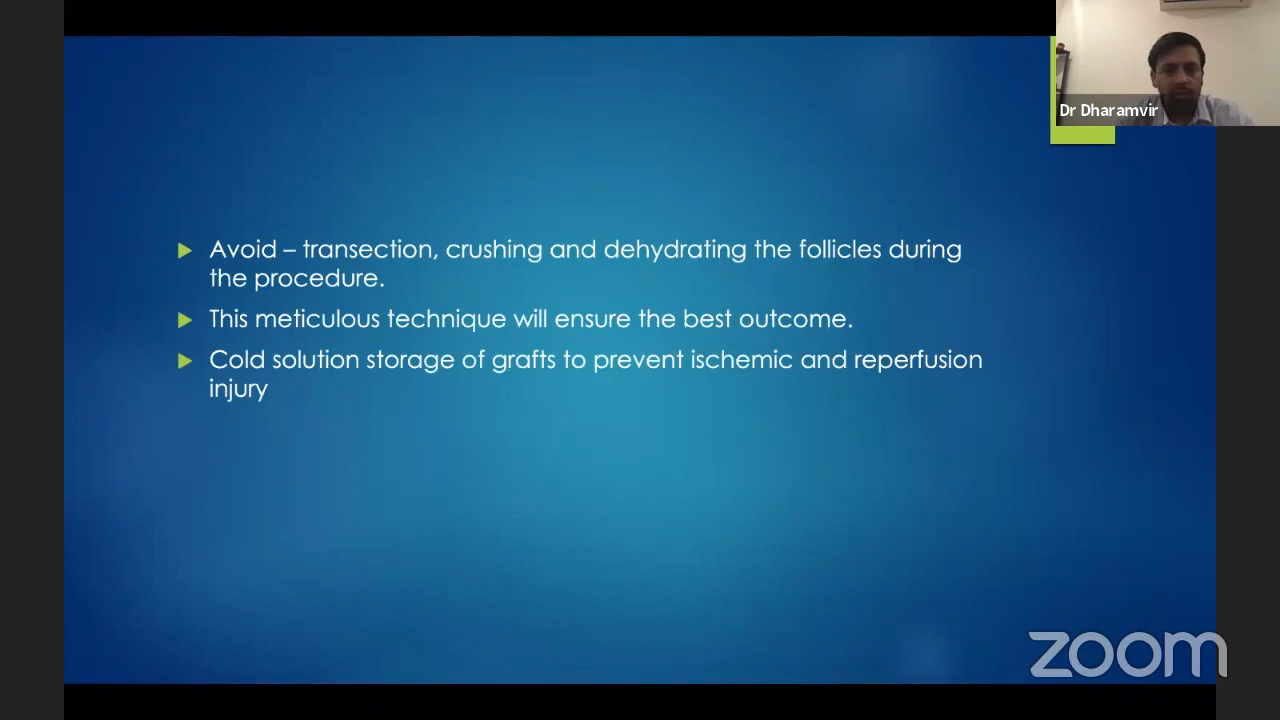 Dr Dharamvir
Avoid – transection, crushing and dehydrating the follicles during
the procedure.
This meticulous technique will ensure the best outcome.
Cold solution storage of grafts to prevent ischemic and reperfusion
injury
zoom